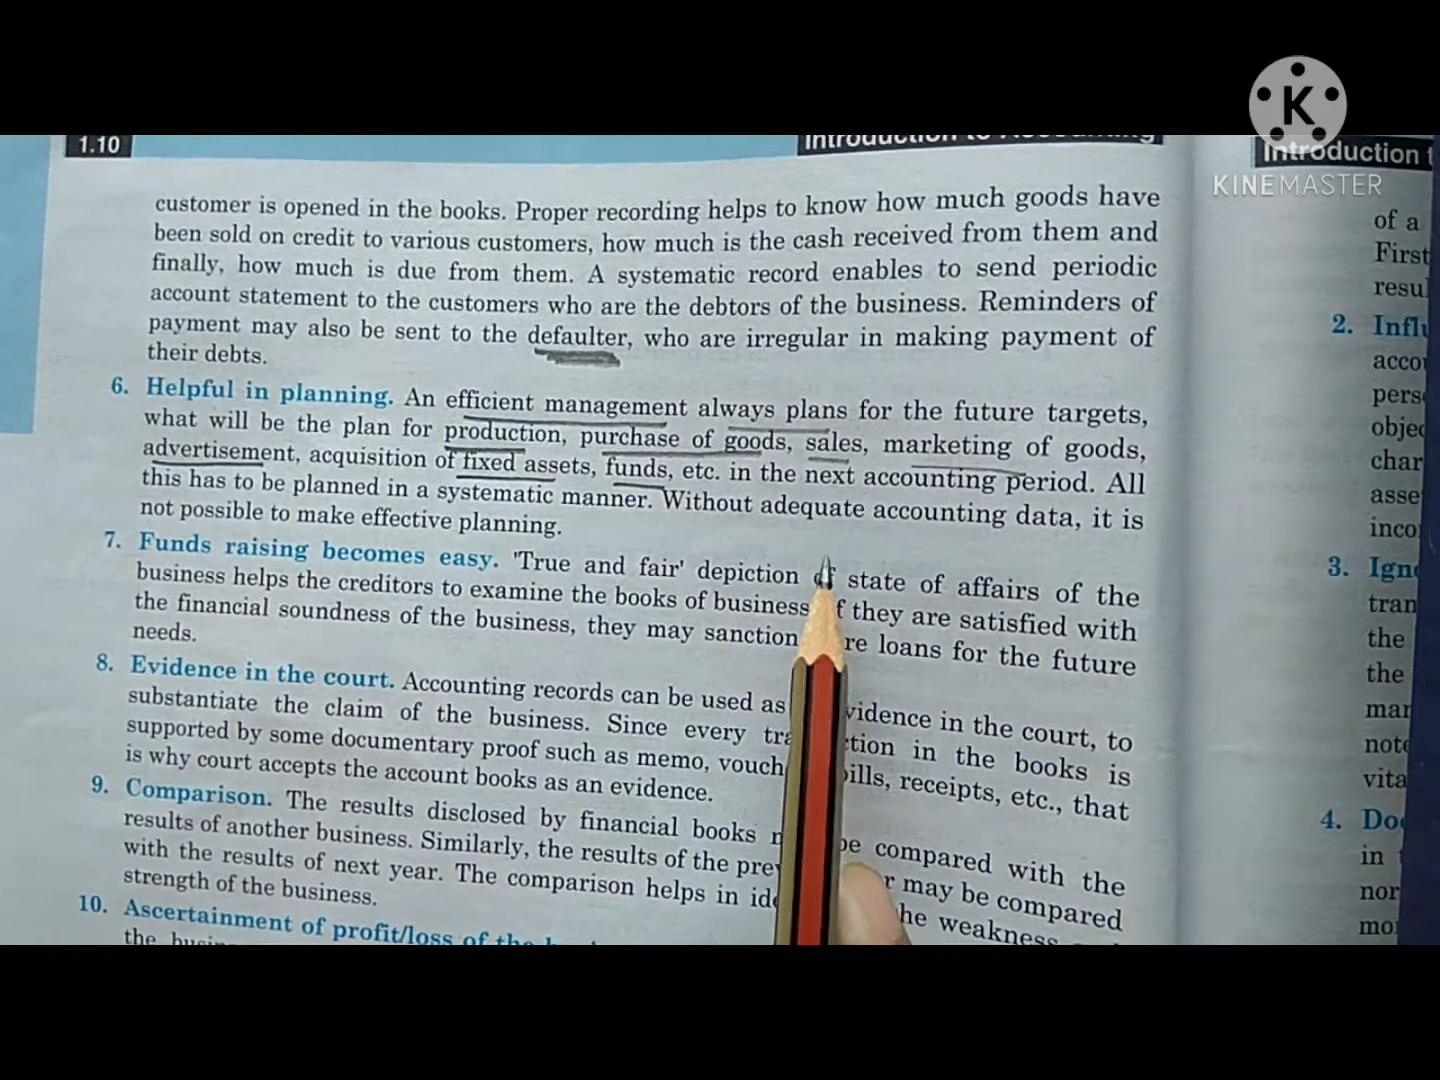 K
KINEMASTER
1.10
Introduction to Accounting
customer is opened in the books. Proper recording helps to know how much goods have
been sold on credit to various customers, how much is the cash received from them and
finally, how much is due from them. A systematic record enables to send periodic
account statement to the customers who are the debtors of the business. Reminders of
payment may also be sent to the defaulter, who are irregular in making payment of
their debts.
6. Helpful in planning. An efficient management always plans for the future targets,
what will be the plan for production, purchase of goods, sales, marketing of goods,
advertisement, acquisition of fixed assets, funds, etc. in the next accounting period. All
this has to be planned in a systematic manner. Without adequate accounting data, it is
not possible to make effective planning.
7. Funds raising becomes easy. 'True and fair' depiction of state of affairs of the
business helps the creditors to examine the books of business. If they are satisfied with
the financial soundness of the business, they may sanction re loans for the future
needs.
8. Evidence in the court. Accounting records can be used as vidence in the court, to
substantiate the claim of the business. Since every tra ction in the books is
supported by some documentary proof such as memo, vouch bills, receipts, etc., that
is why court accepts the account books as an evidence.
9. Comparison. The results disclosed by financial books be compared with the
results of another business. Similarly, the results of the pre r may be compared
with the results of next year. The comparison helps in ide he weakness
strength of the business.
10. Ascertainment of profit/loss of the
the
Introduction t
of a
First
resul
2. Infl
acco
pers
objec
char
asse
inco
3. Ign
tran
the
the
mar
note
vita
4. Do
in
nor
mo